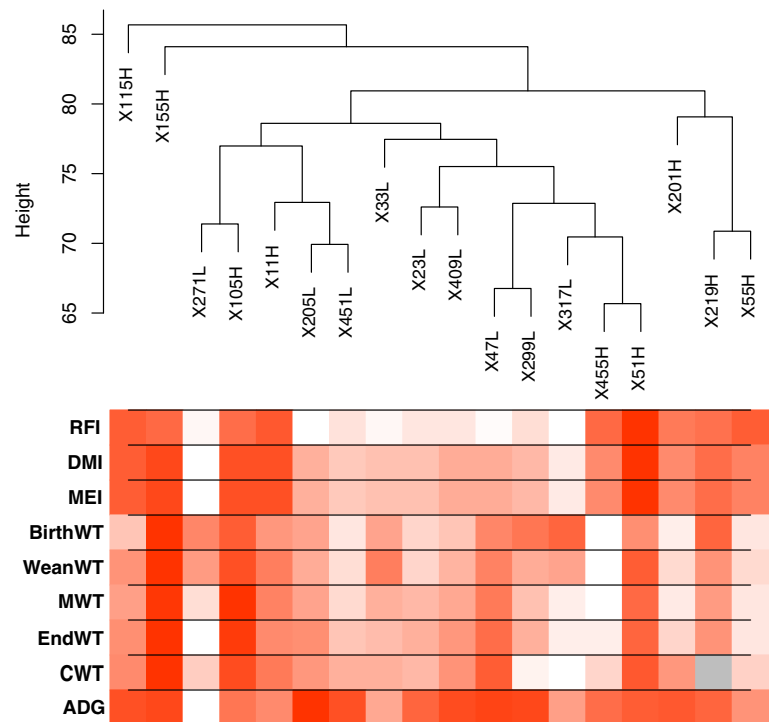 85
80
75
70
65
Height
X115H
X155H
X271L
X105H
X11H
X205L
X451L
X33L
X23L
X409L
X47L
X299L
X317L
X455H
X51H
X201H
X219H
X55H
RFI
DMI
MEI
BirthWT
WeanWT
MWT
EndWT
CWT
ADG